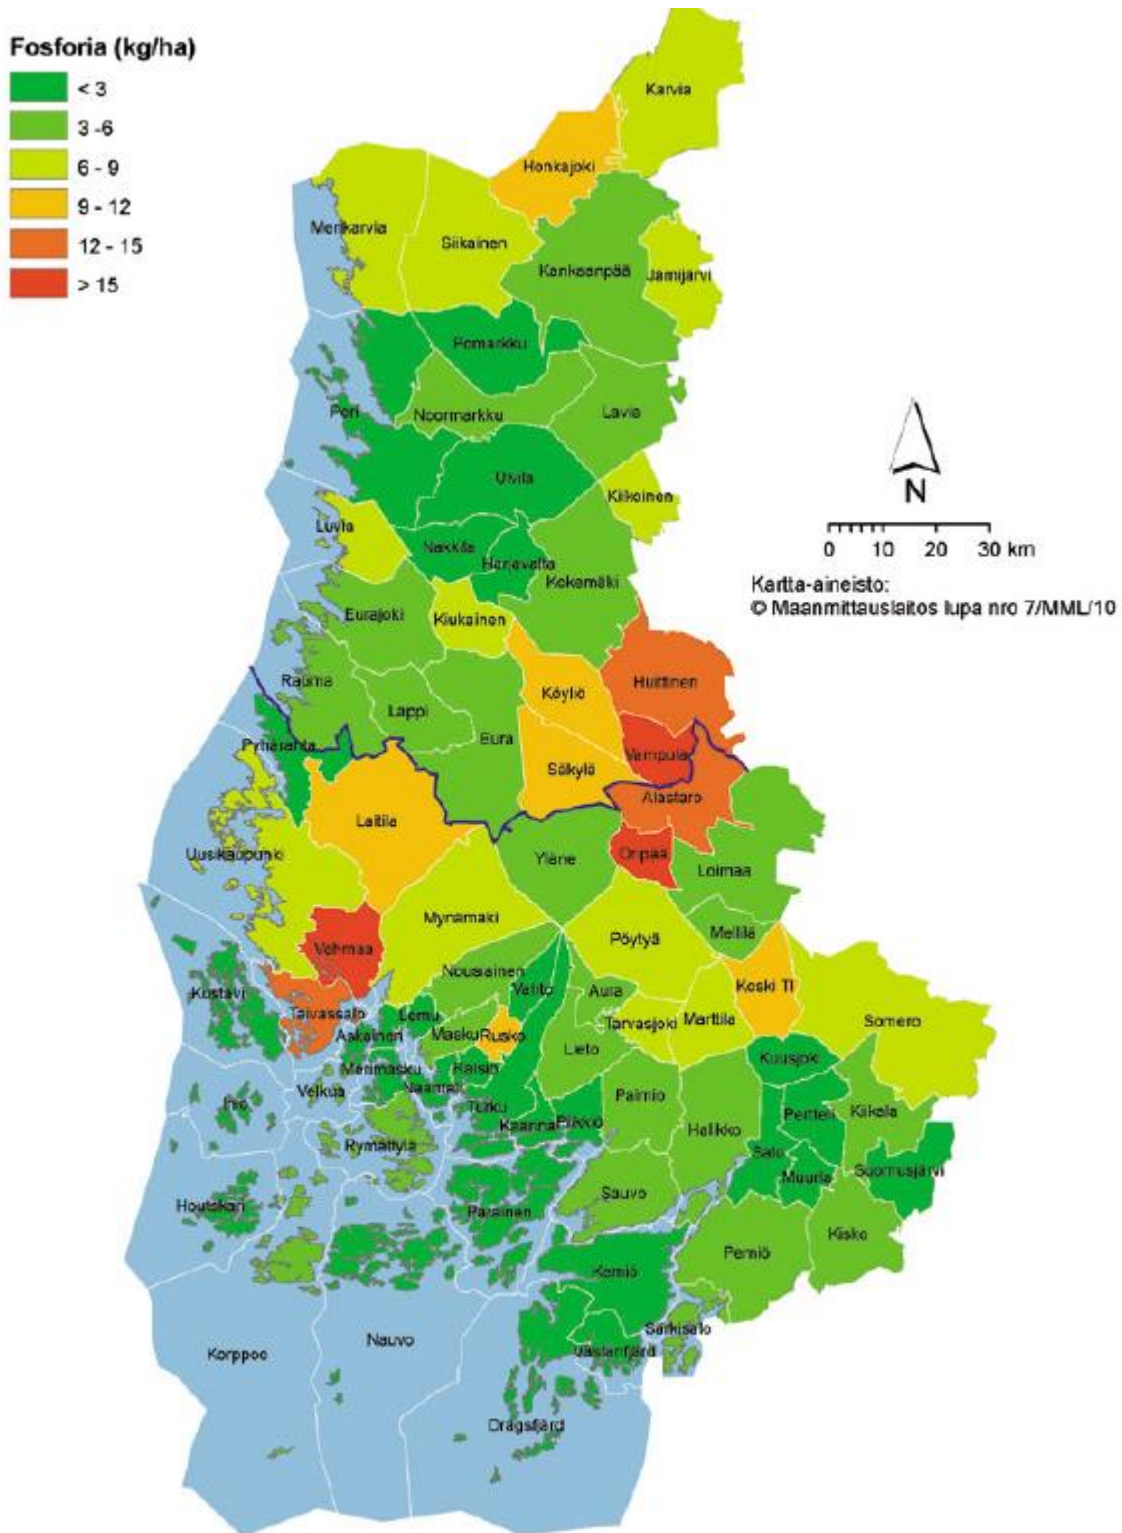 Fosforia (kg/ha)
< 3
3 -6
6 - 9
9 - 12
12 - 15
> 15
Karvia
Honkajoki
Merikarvia
Siikainen
Kankaanpää
Jämijärvi
Pomarkku
Pori
Noormarkku
Lavia
Ulvila
Kiikoinen
Luvia
Nakkila
Harjavalta
Kokemäki
N
0 10 20 30 km
Kartta-aineisto:
© Maanmittauslaitos lupa nro 7/MML/10
Eurajoki
Kiukainen
Rauma
Lappi
Eura
Köyliö
Huittinen
Pyhäranta
Säkylä
Vampula
Alastaro
Laitila
Uusikaupunki
Yläne
Oripää
Loimaa
Mynämäki
Mellilä
Vehmaa
Pöytyä
Kustavi
Nousiainen
Vahto
Aura
Koski Tl
Taivassalo
Lemu
Askainen
Masku
Rusko
Tarvasjoki
Marttila
Somero
Lieto
Merimasku
Raisio
Kuusjoki
Velkua
Naantali
Iniö
Turku
Paimio
Pertteli
Kiikala
Kaarina
Piikkiö
Halikko
Rymättylä
Salo
Muurla
Suomusjärvi
Houtskari
Parainen
Sauvo
Kisko
Perniö
Kemiö
Särkisalo
Västanfjärd
Korppoo
Nauvo
Dragsfjärd